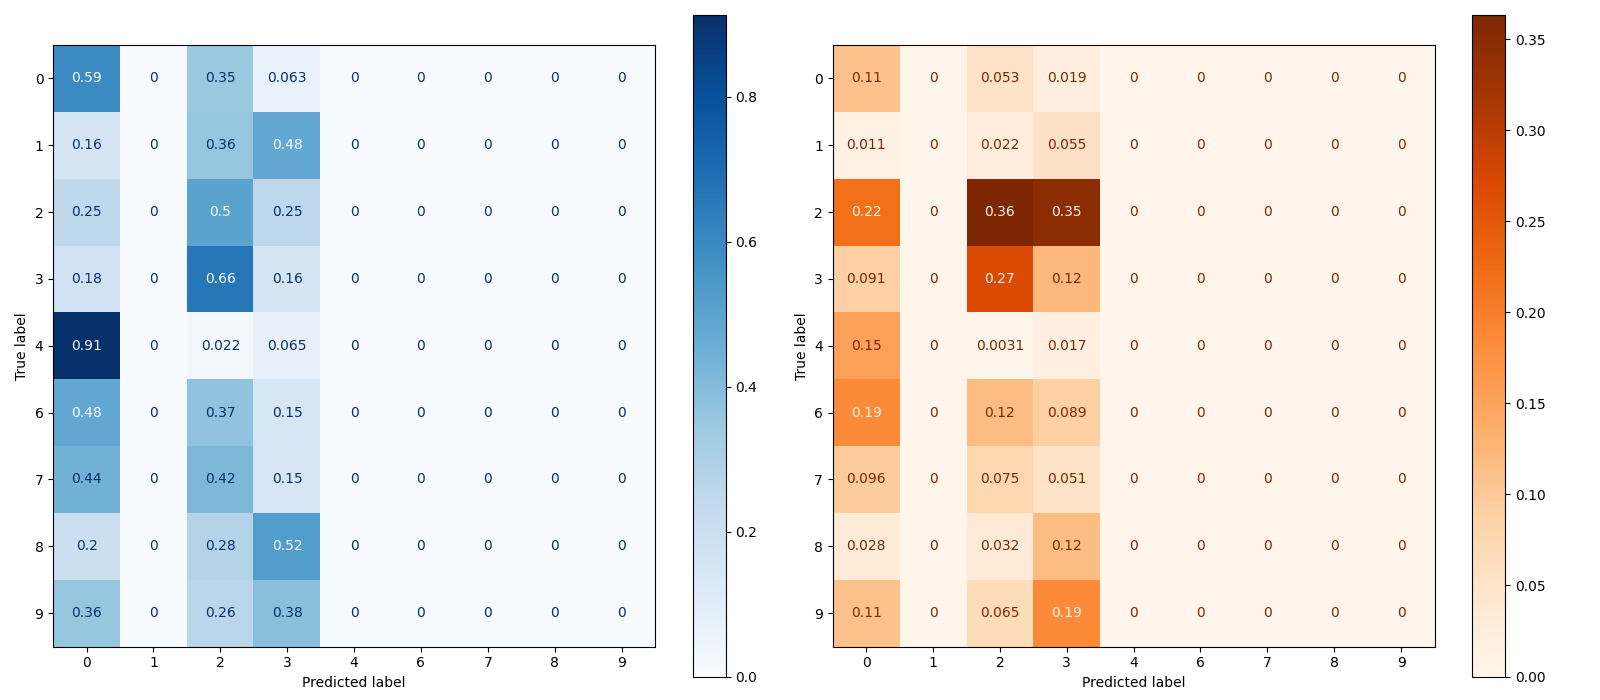 0 0.59 0 0.35 0.063 0 0 0 0 0
1 0.16 0 0.36 0.48 0 0 0 0 0
2 0.25 0 0.5 0.25 0 0 0 0 0
3 0.18 0 0.66 0.16 0 0 0 0 0
4 0.91 0 0.022 0.065 0 0 0 0 0
6 0.48 0 0.37 0.15 0 0 0 0 0
7 0.44 0 0.42 0.15 0 0 0 0 0
8 0.2 0 0.28 0.52 0 0 0 0 0
9 0.36 0 0.26 0.38 0 0 0 0 0
0 1 2 3 4 6 7 8 9
Predicted label
True label
0.8
0.6
0.4
0.2
0.0
0 0.11 0 0.053 0.019 0 0 0 0 0
1 0.011 0 0.022 0.055 0 0 0 0 0
2 0.22 0 0.36 0.35 0 0 0 0 0
3 0.091 0 0.27 0.12 0 0 0 0 0
4 0.15 0 0.0031 0.017 0 0 0 0 0
6 0.19 0 0.12 0.089 0 0 0 0 0
7 0.096 0 0.075 0.051 0 0 0 0 0
8 0.028 0 0.032 0.12 0 0 0 0 0
9 0.11 0 0.065 0.19 0 0 0 0 0
0 1 2 3 4 6 7 8 9
Predicted label
True label
0.35
0.30
0.25
0.20
0.15
0.10
0.05
0.00